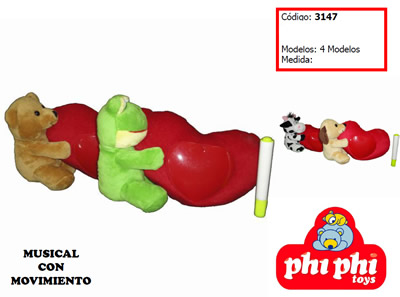 Código: 3147
Modelos: 4 Modelos
Medida:
MUSICAL
CON
MOVIMIENTO
phi phi
toys